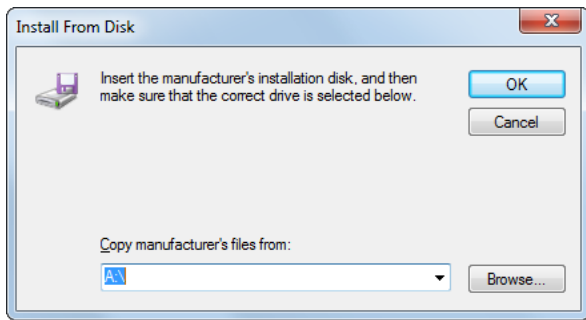 Install From Disk
Insert the manufacturer's installation disk, and then
make sure that the correct drive is selected below.
OK
Cancel
Copy manufacturer's files from:
A:\
Browse...